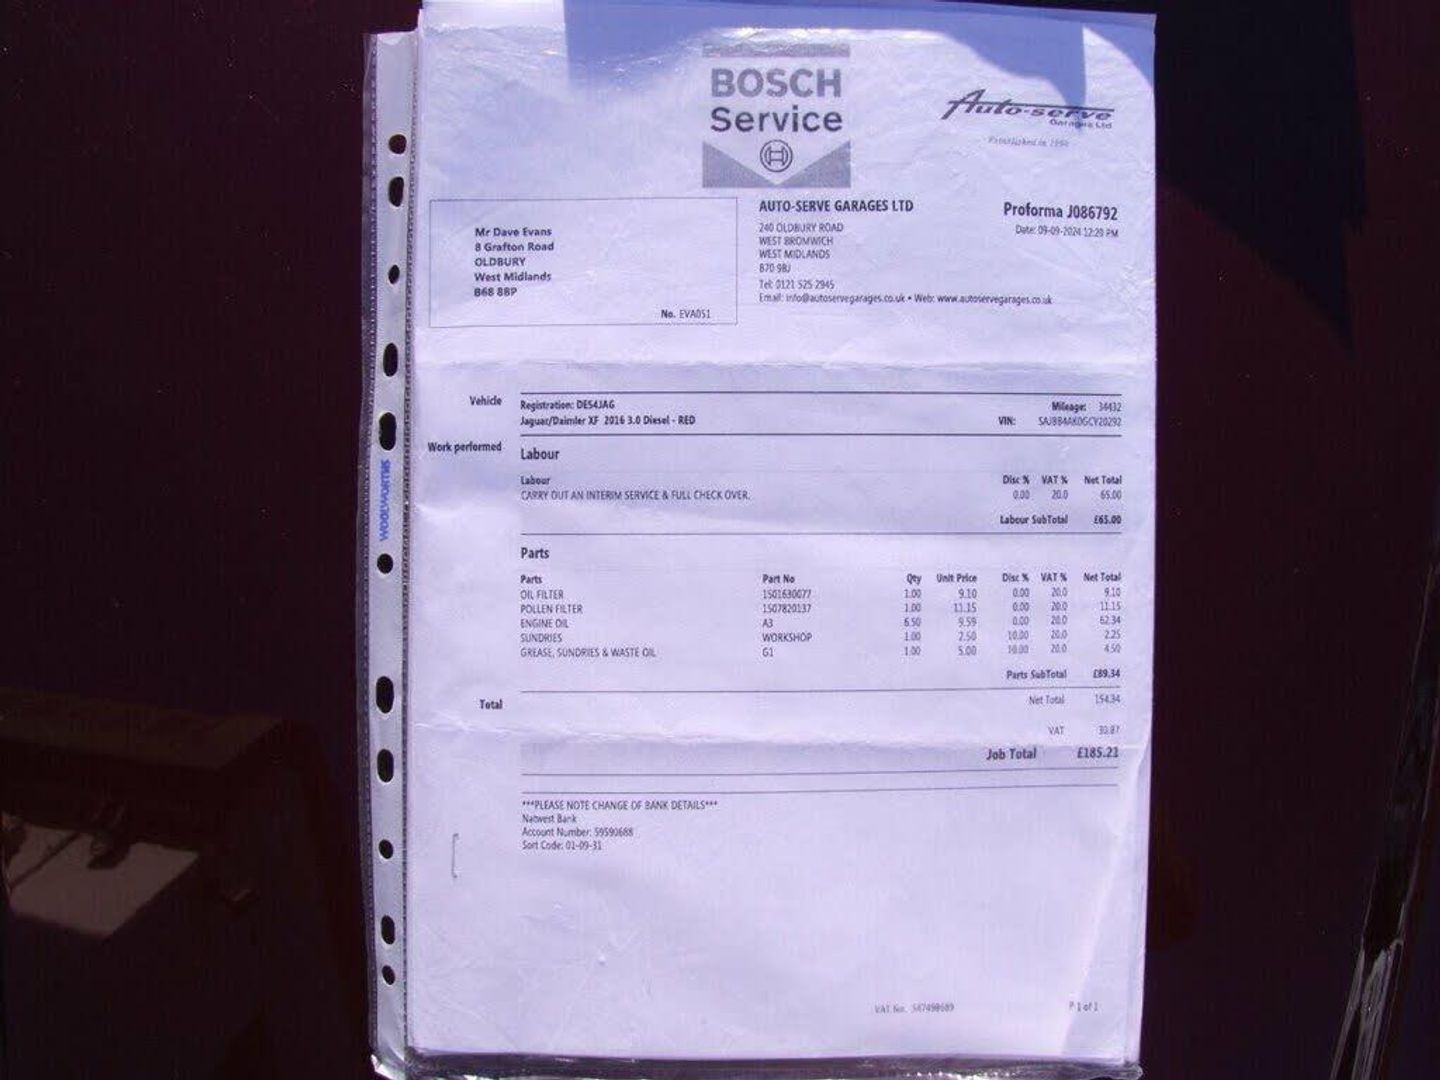 BOSCH
Service
Auto-serve
Garages Ltd
Established in 1990
Mr Dave Evans
8 Grafton Road
OLDBURY
West Midlands
B68 8BP
No. EVA051
AUTO-SERVE GARAGES LTD
240 OLDBURY ROAD
WEST BROMWICH
WEST MIDLANDS
B70 9BJ
Tel: 0121 525 2945
Email: info@autoservegarages.co.uk • Web: www.autoservegarages.co.uk
Proforma J086792
Date: 09-09-2024 12:29 PM
Vehicle
Registration: DE54JAG Mileage: 34432
Jaguar/Daimler XF 2016 3.0 Diesel - RED VIN: SAJBB4AK0GCY20292
Work performed
Labour
Labour Disc % VAT % Net Total
CARRY OUT AN INTERIM SERVICE & FULL CHECK OVER. 0.00 20.0 65.00
Labour SubTotal £65.00
Parts
Parts Part No Qty Unit Price Disc % VAT % Net Total
OIL FILTER 1501630077 1.00 9.10 0.00 20.0 9.10
POLLEN FILTER 1507820137 1.00 11.15 0.00 20.0 11.15
ENGINE OIL A3 6.50 9.59 0.00 20.0 62.34
SUNDRIES WORKSHOP 1.00 2.50 10.00 20.0 2.25
GREASE, SUNDRIES & WASTE OIL G1 1.00 5.00 10.00 20.0 4.50
Parts SubTotal £89.34
Total
Net Total 154.34
VAT 30.87
Job Total £185.21
***PLEASE NOTE CHANGE OF BANK DETAILS***
Natwest Bank
Account Number: 59590688
Sort Code: 01-09-31
VAT No.
P 1 of 1
WOOLWORTHS